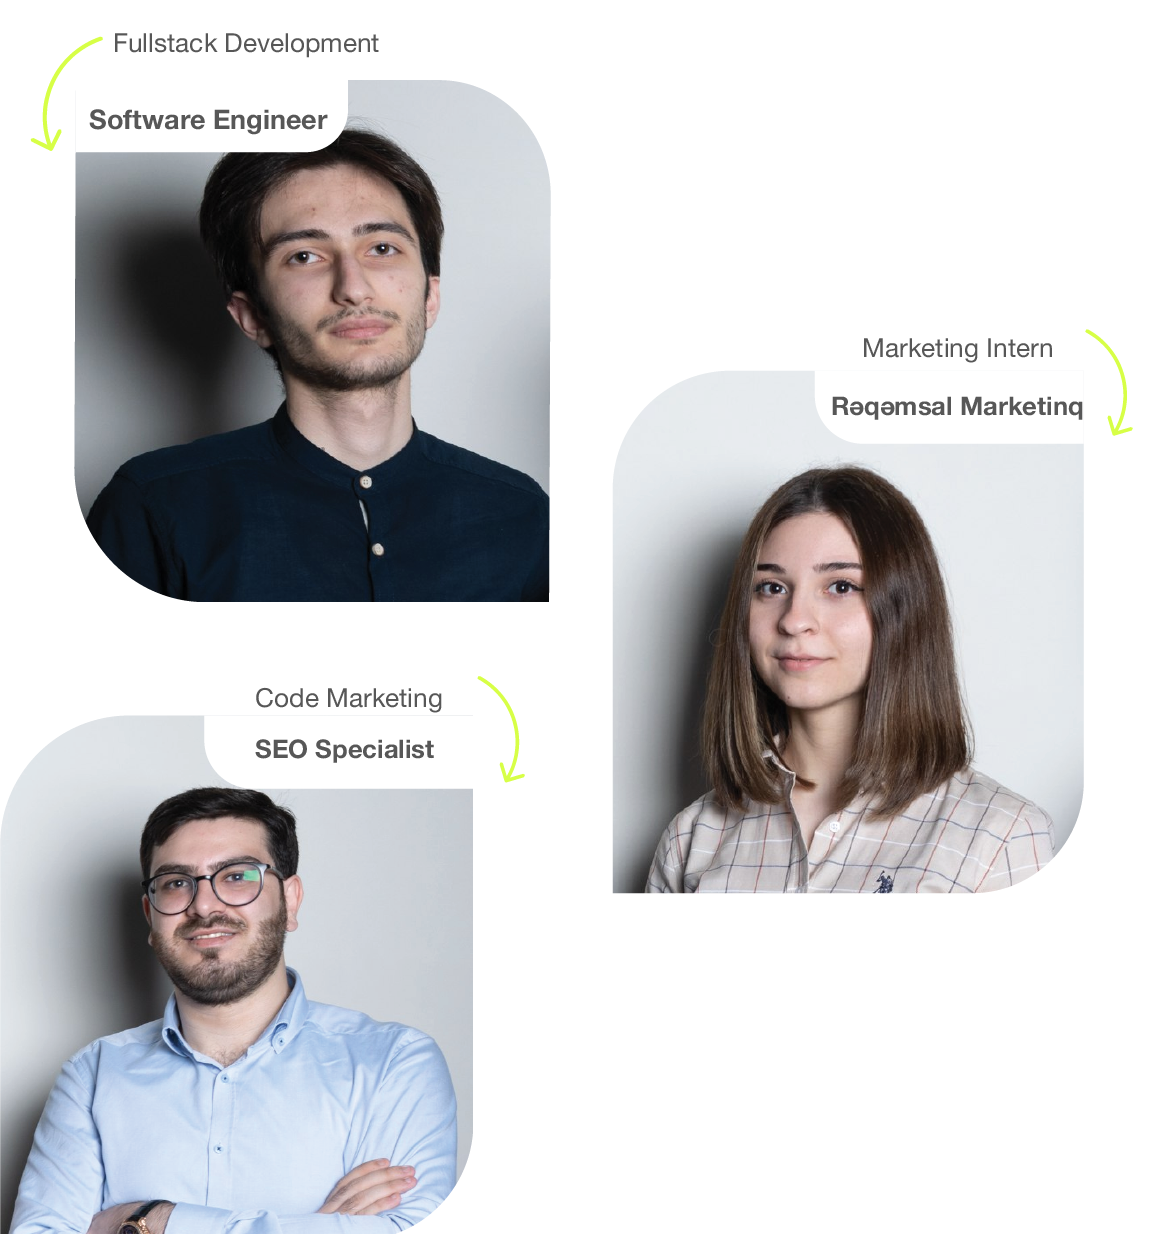 Fullstack Development
Software Engineer
Marketing Intern
Rəqəmsal Marketinq
Code Marketing
SEO Specialist